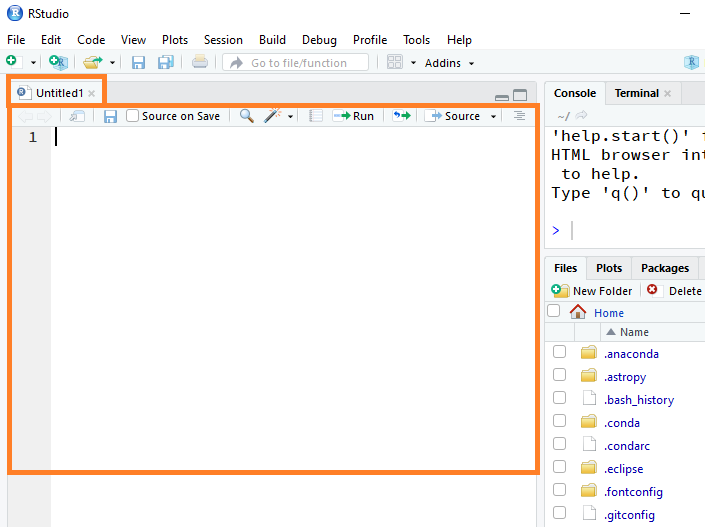 RStudio
File Edit Code View Plots Session Build Debug Profile Tools Help
Go to file/function Addins
Untitled1
Source on Save Run Source
1
Console Terminal
~/
'help.start()' f
HTML browser int
to help.
Type 'q()' to qu
>
Files Plots Packages
New Folder Delete
Home
Name
.anaconda
.astropy
.bash_history
.conda
.condarc
.eclipse
.fontconfig
.gitconfig